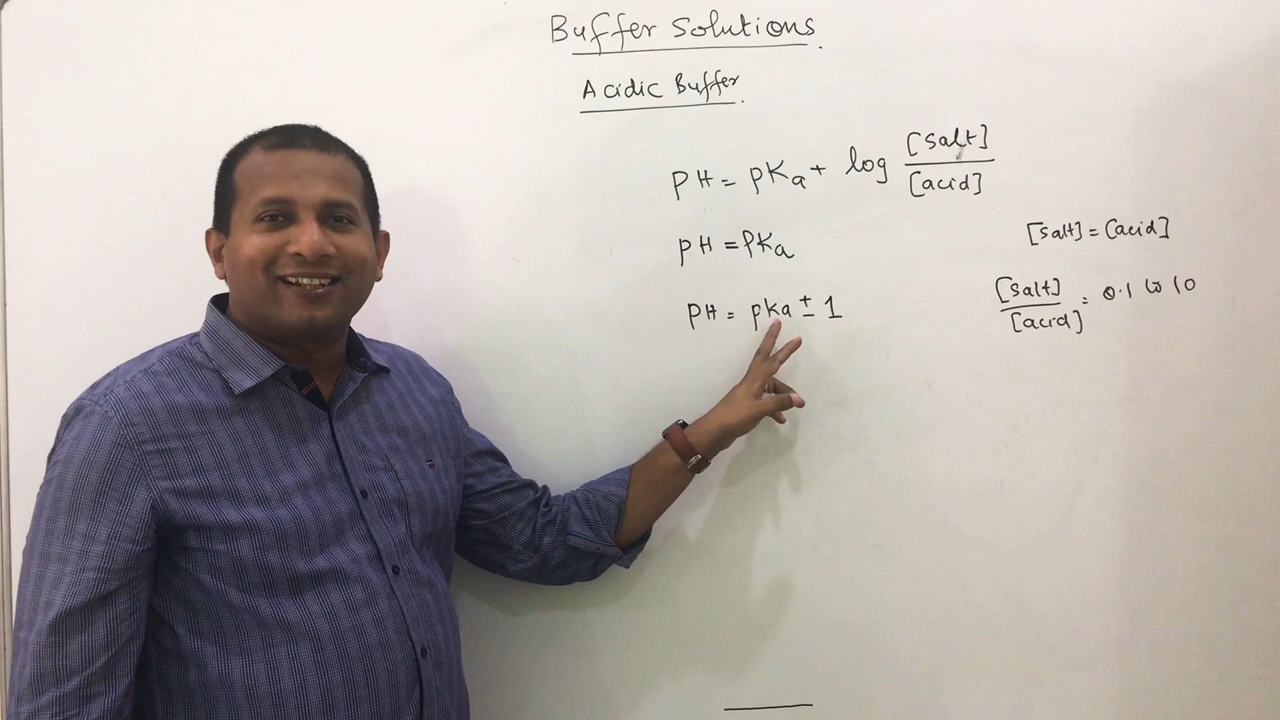 Buffer Solutions.
Acidic Buffer.
PH = pKa + log [Salt]/[acid]
pH = PKa
[Salt] = [acid]
PH = pka ± 1
[Salt]/[acid] = 0.1 to 10